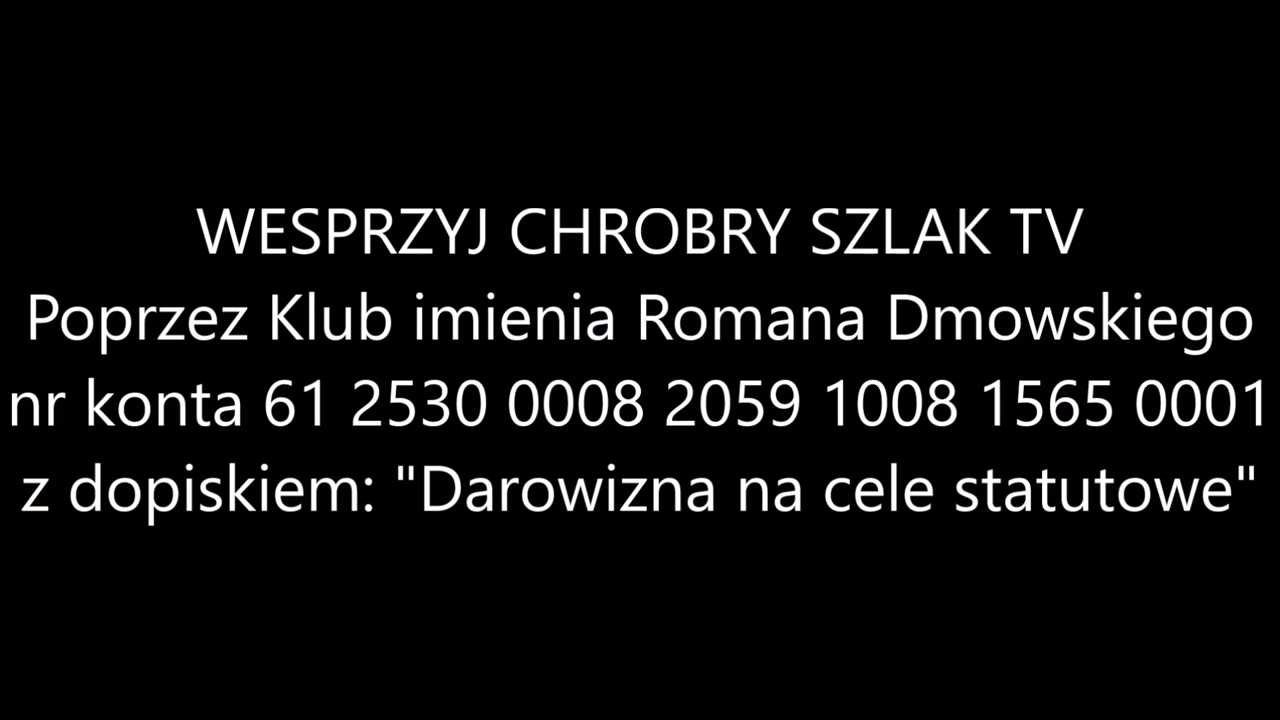 WESPRZYJ CHROBRY SZLAK TV
Poprzez Klub imienia Romana Dmowskiego
nr konta 61 2530 0008 2059 1008 1565 0001
z dopiskiem: "Darowizna na cele statutowe"